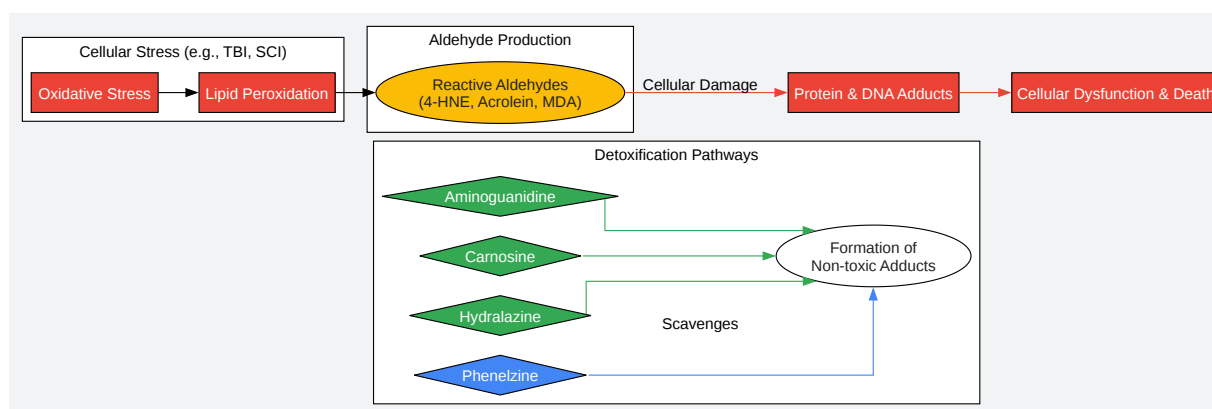 Cellular Stress (e.g., TBI, SCI)
Oxidative Stress
Lipid Peroxidation
Aldehyde Production
Reactive Aldehydes
(4-HNE, Acrolein, MDA)
Cellular Damage
Protein & DNA Adducts
Cellular Dysfunction & Death
Detoxification Pathways
Aminoguanidine
Carnosine
Hydralazine
Phenelzine
Formation of
Non-toxic Adducts
Scavenges